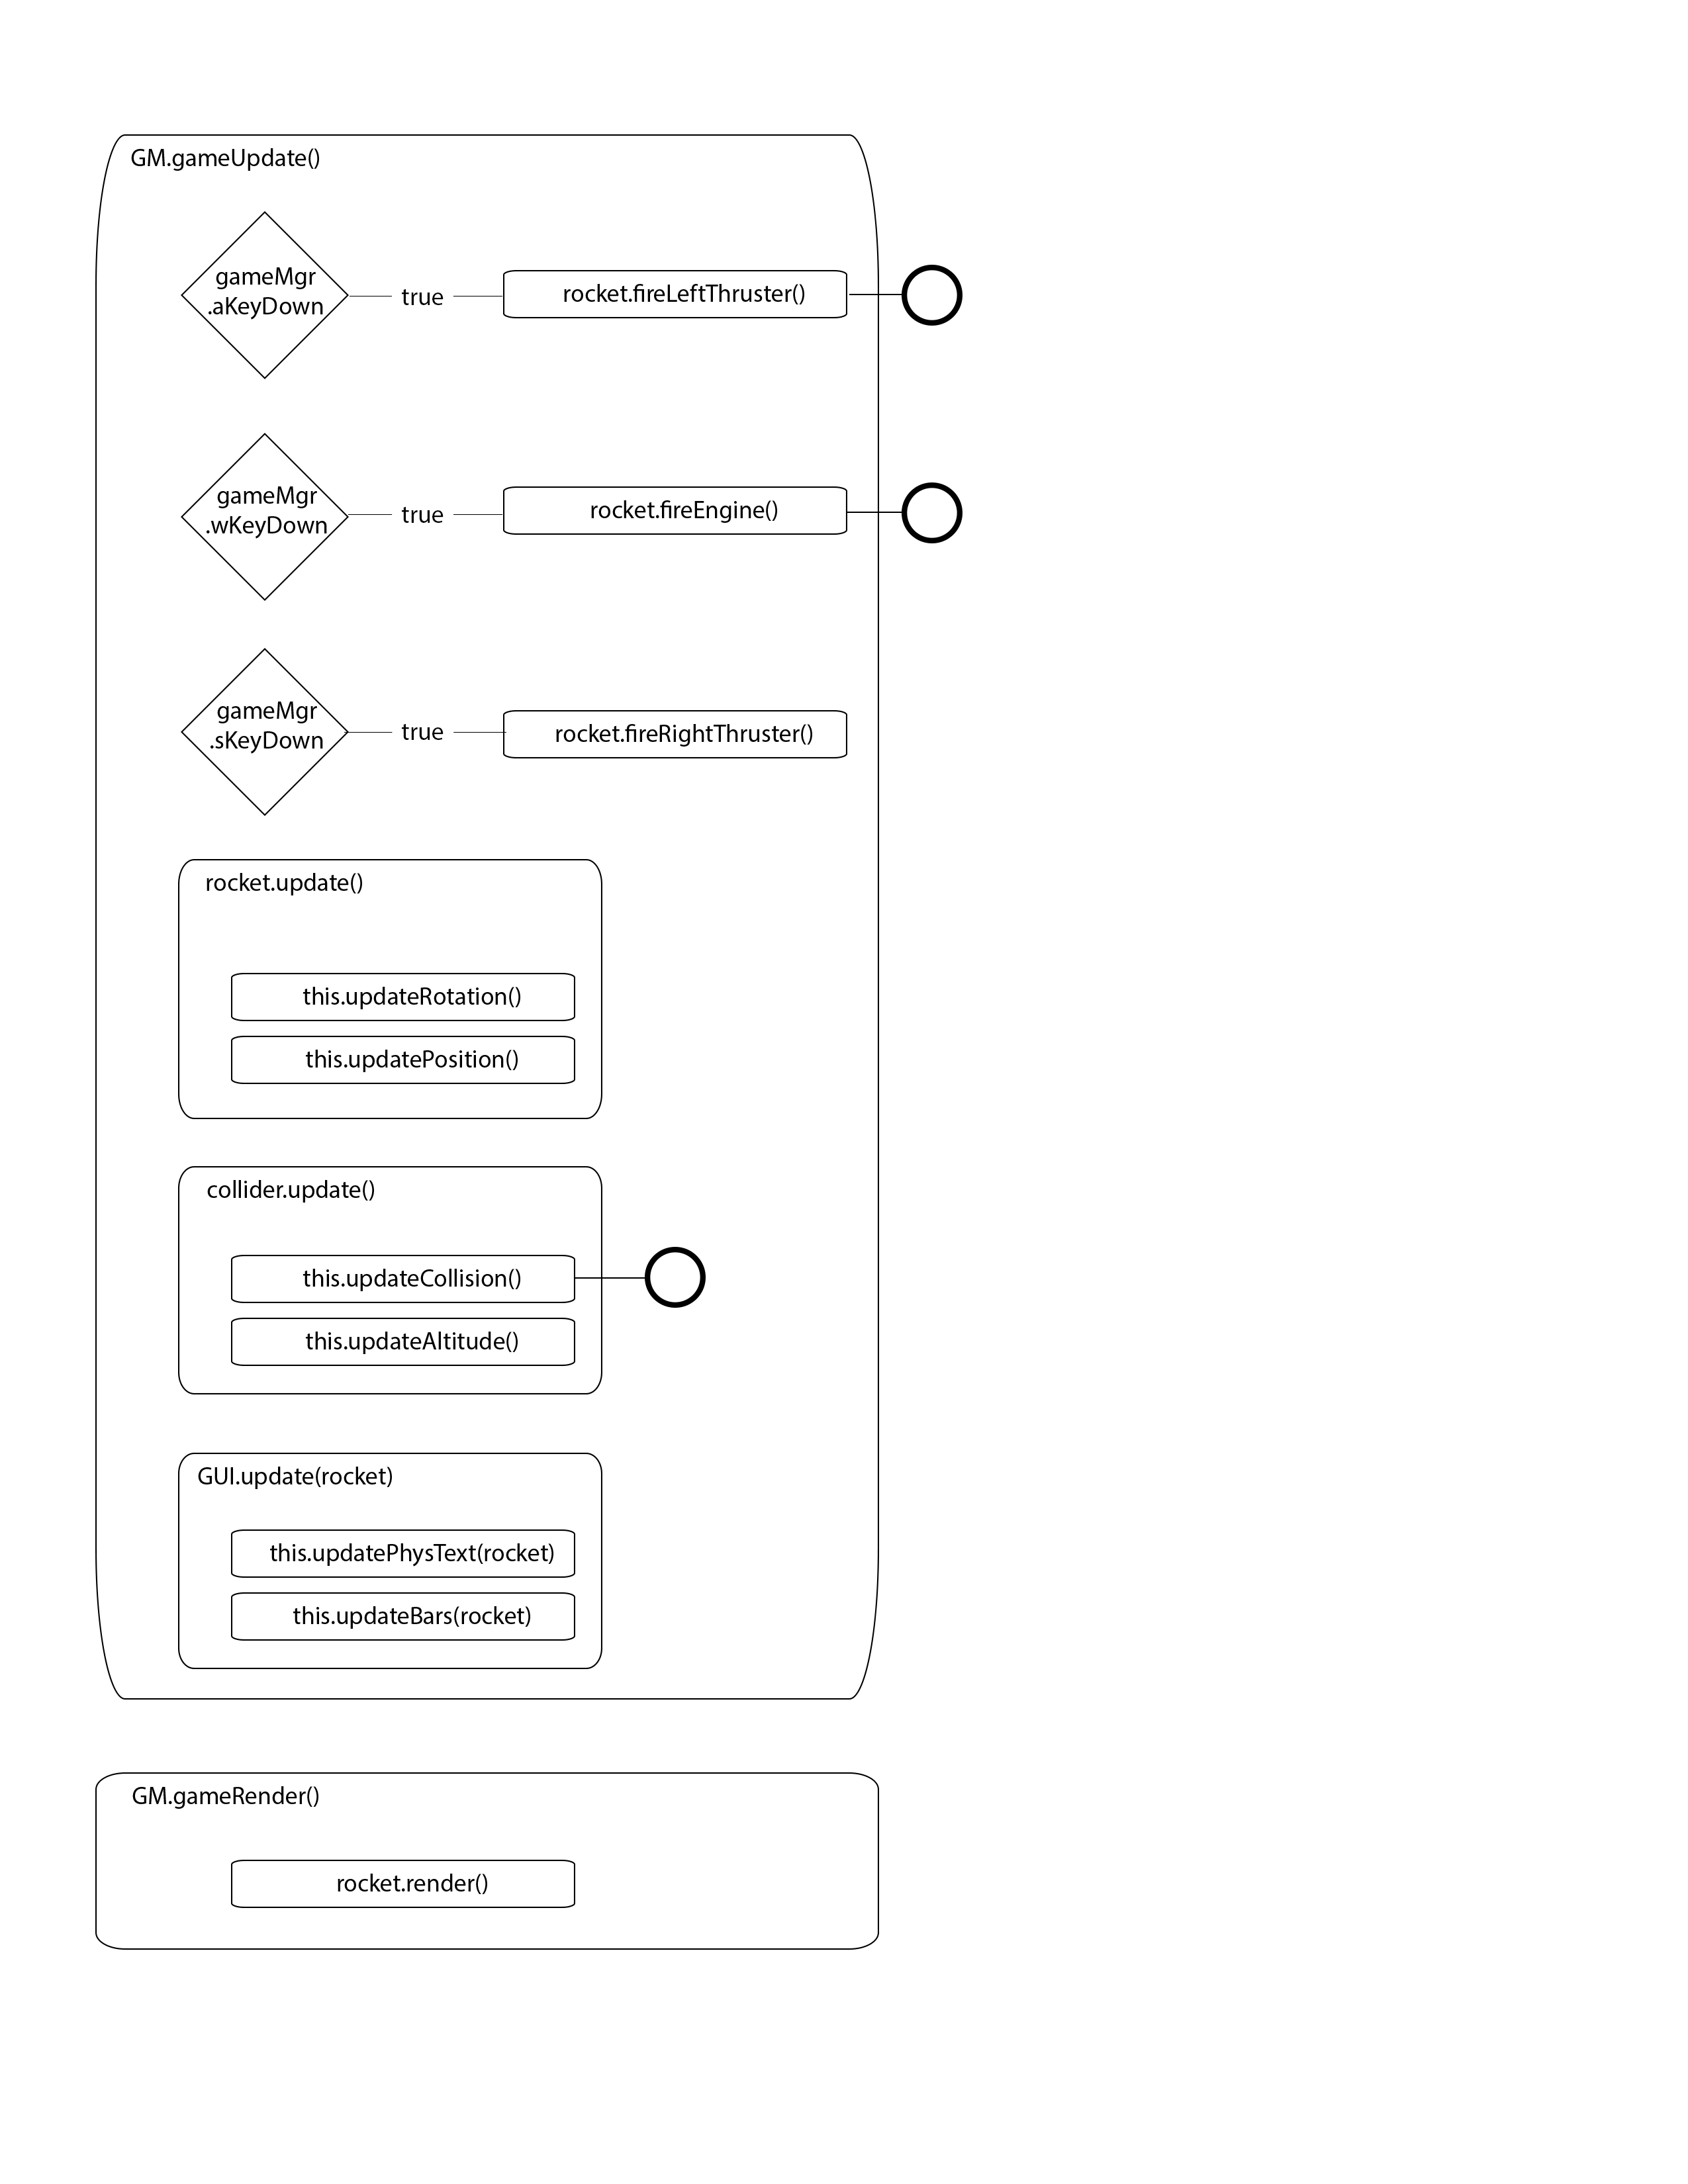 GM.gameUpdate()
gameMgr
.aKeyDown
true
rocket.fireLeftThruster()
gameMgr
.wKeyDown
true
rocket.fireEngine()
gameMgr
.sKeyDown
true
rocket.fireRightThruster()
rocket.update()
this.updateRotation()
this.updatePosition()
collider.update()
this.updateCollision()
this.updateAltitude()
GUI.update(rocket)
this.updatePhysText(rocket)
this.updateBars(rocket)
GM.gameRender()
rocket.render()